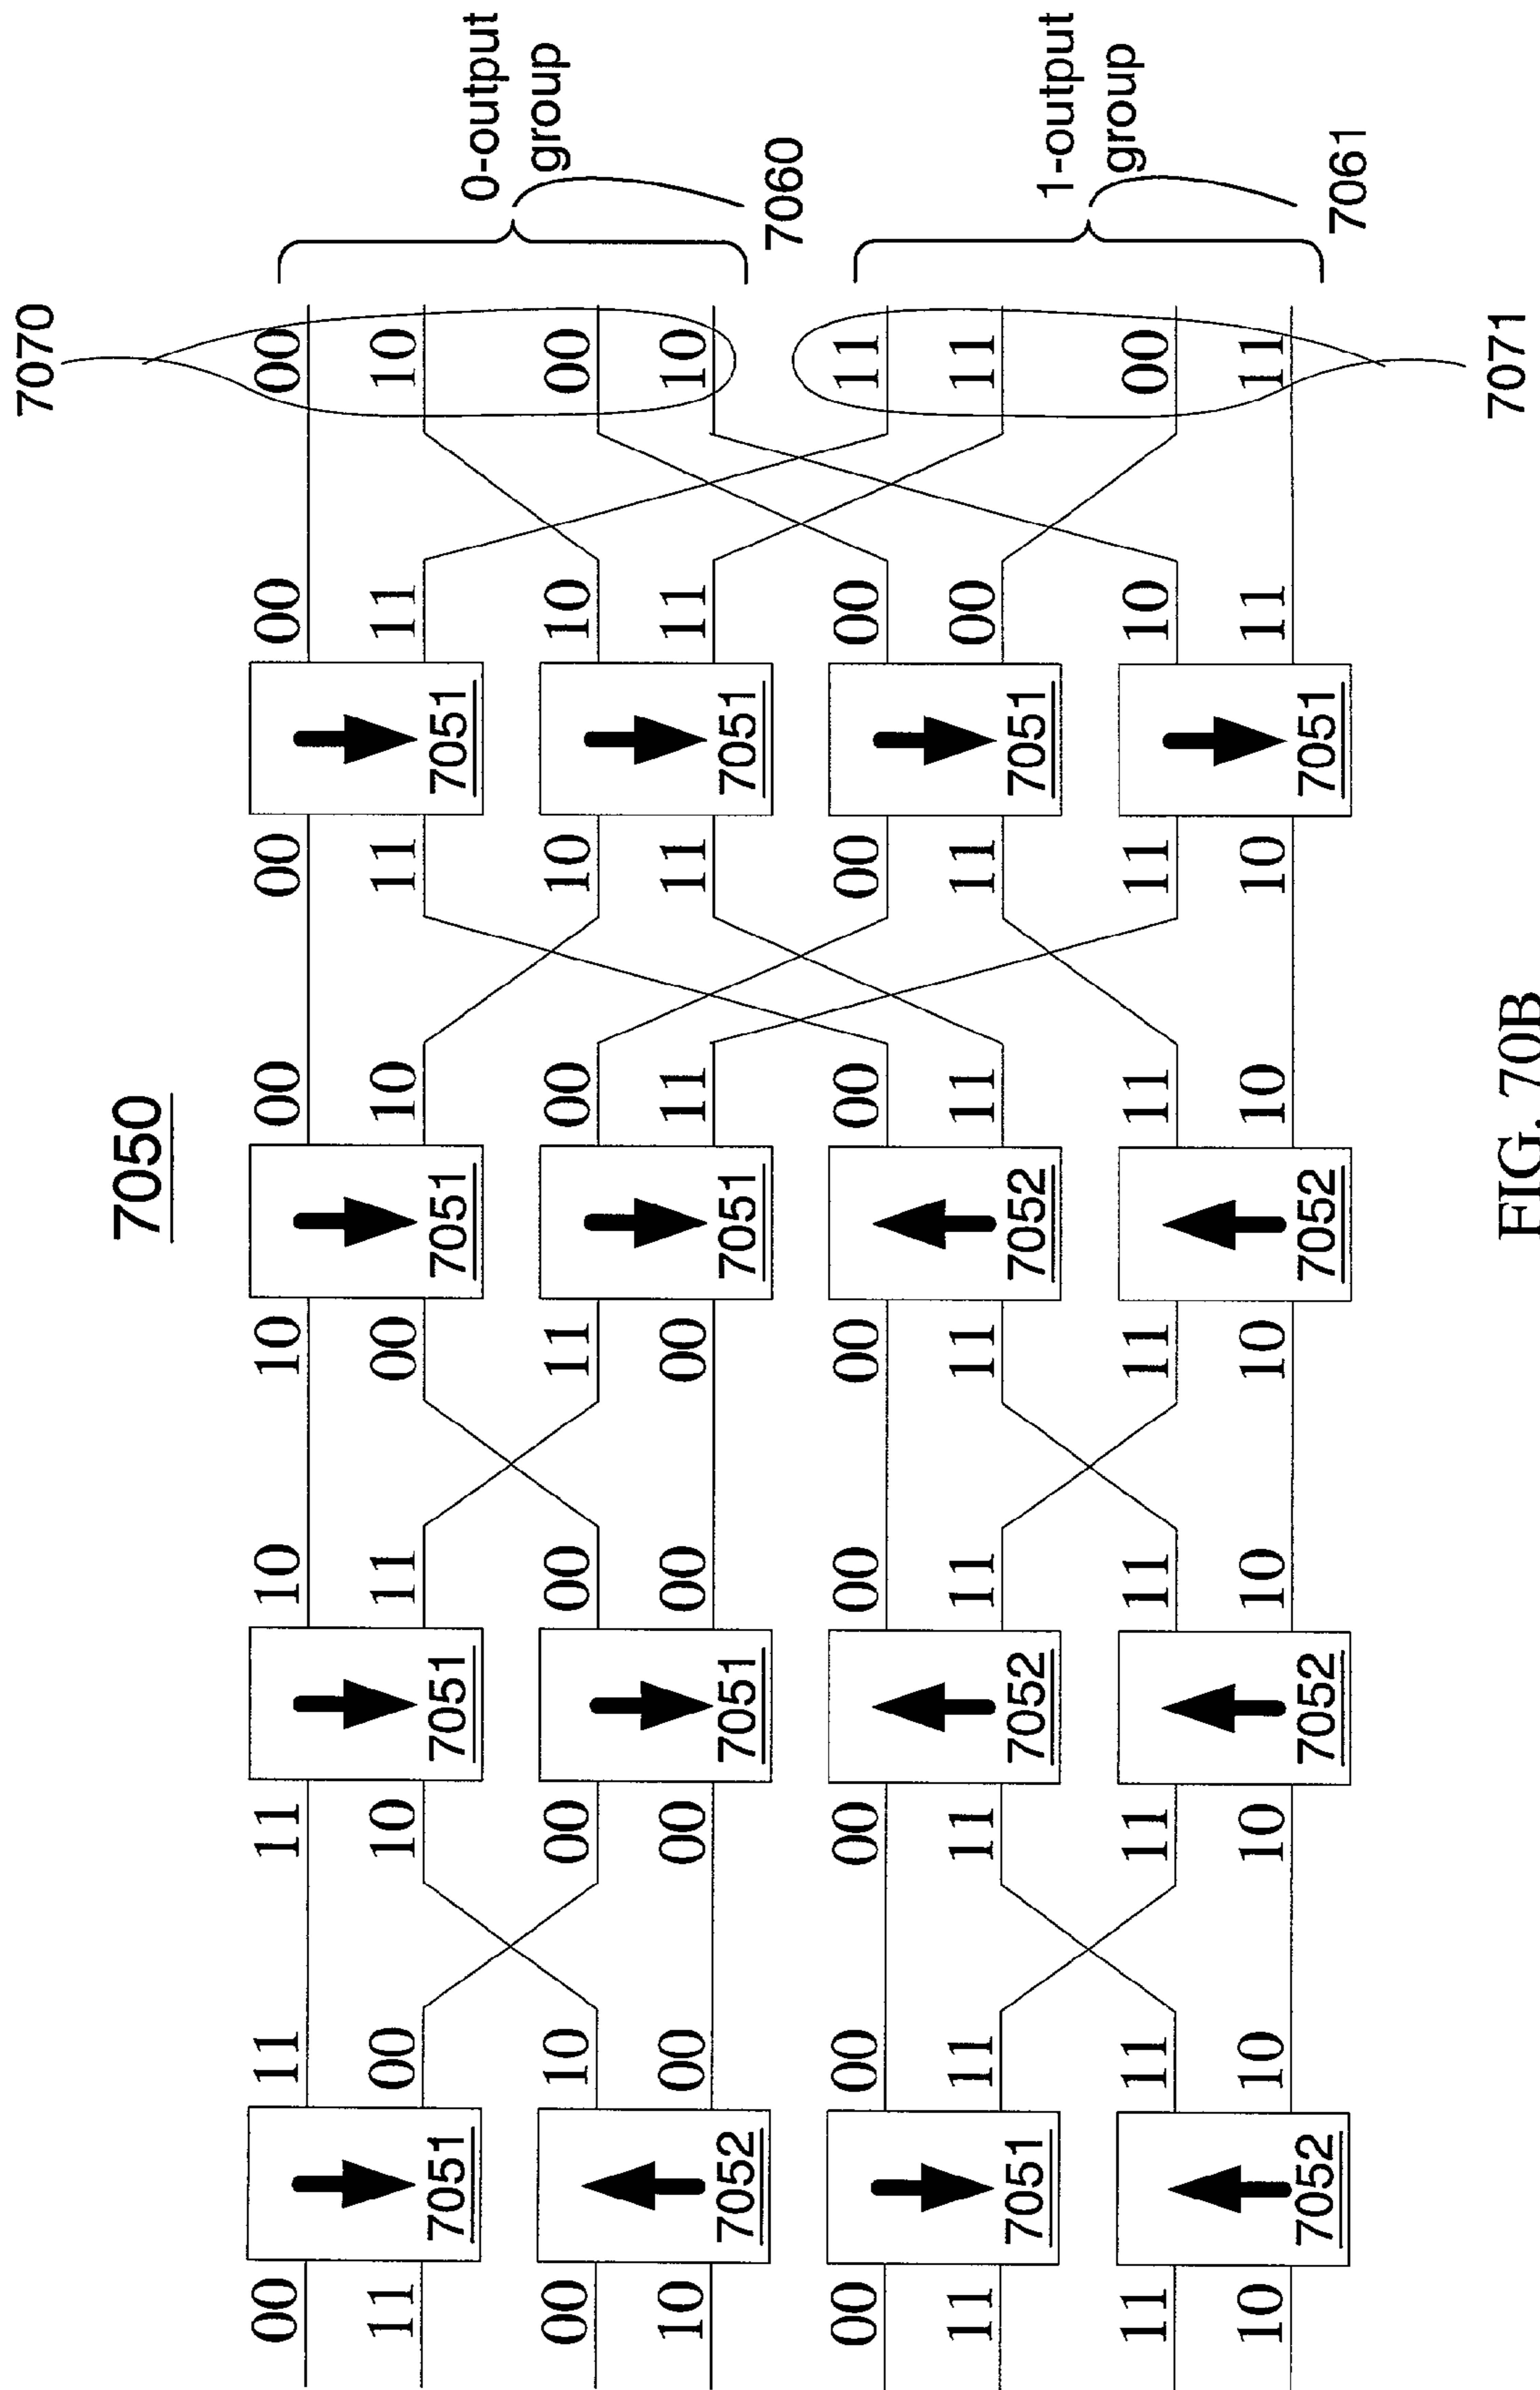 7070
7050
00 11 11 10 10 00 00 00 00
11 00 10 11 00 10 11 11 10
7051 7051 7051 7051
0-output
group
00 10 00 00 11 00 10 10 00
10 00 00 00 00 11 11 11 10
7052 7051 7051 7051
7060
00 00 00 00 00 00 00 00 11
11 11 11 11 11 11 11 00 11
7051 7052 7052 7051
1-output
group
11 11 11 11 11 11 11 10 00
10 10 10 10 10 10 10 11 11
7052 7052 7052 7051
7061
7071
FIG. 70B